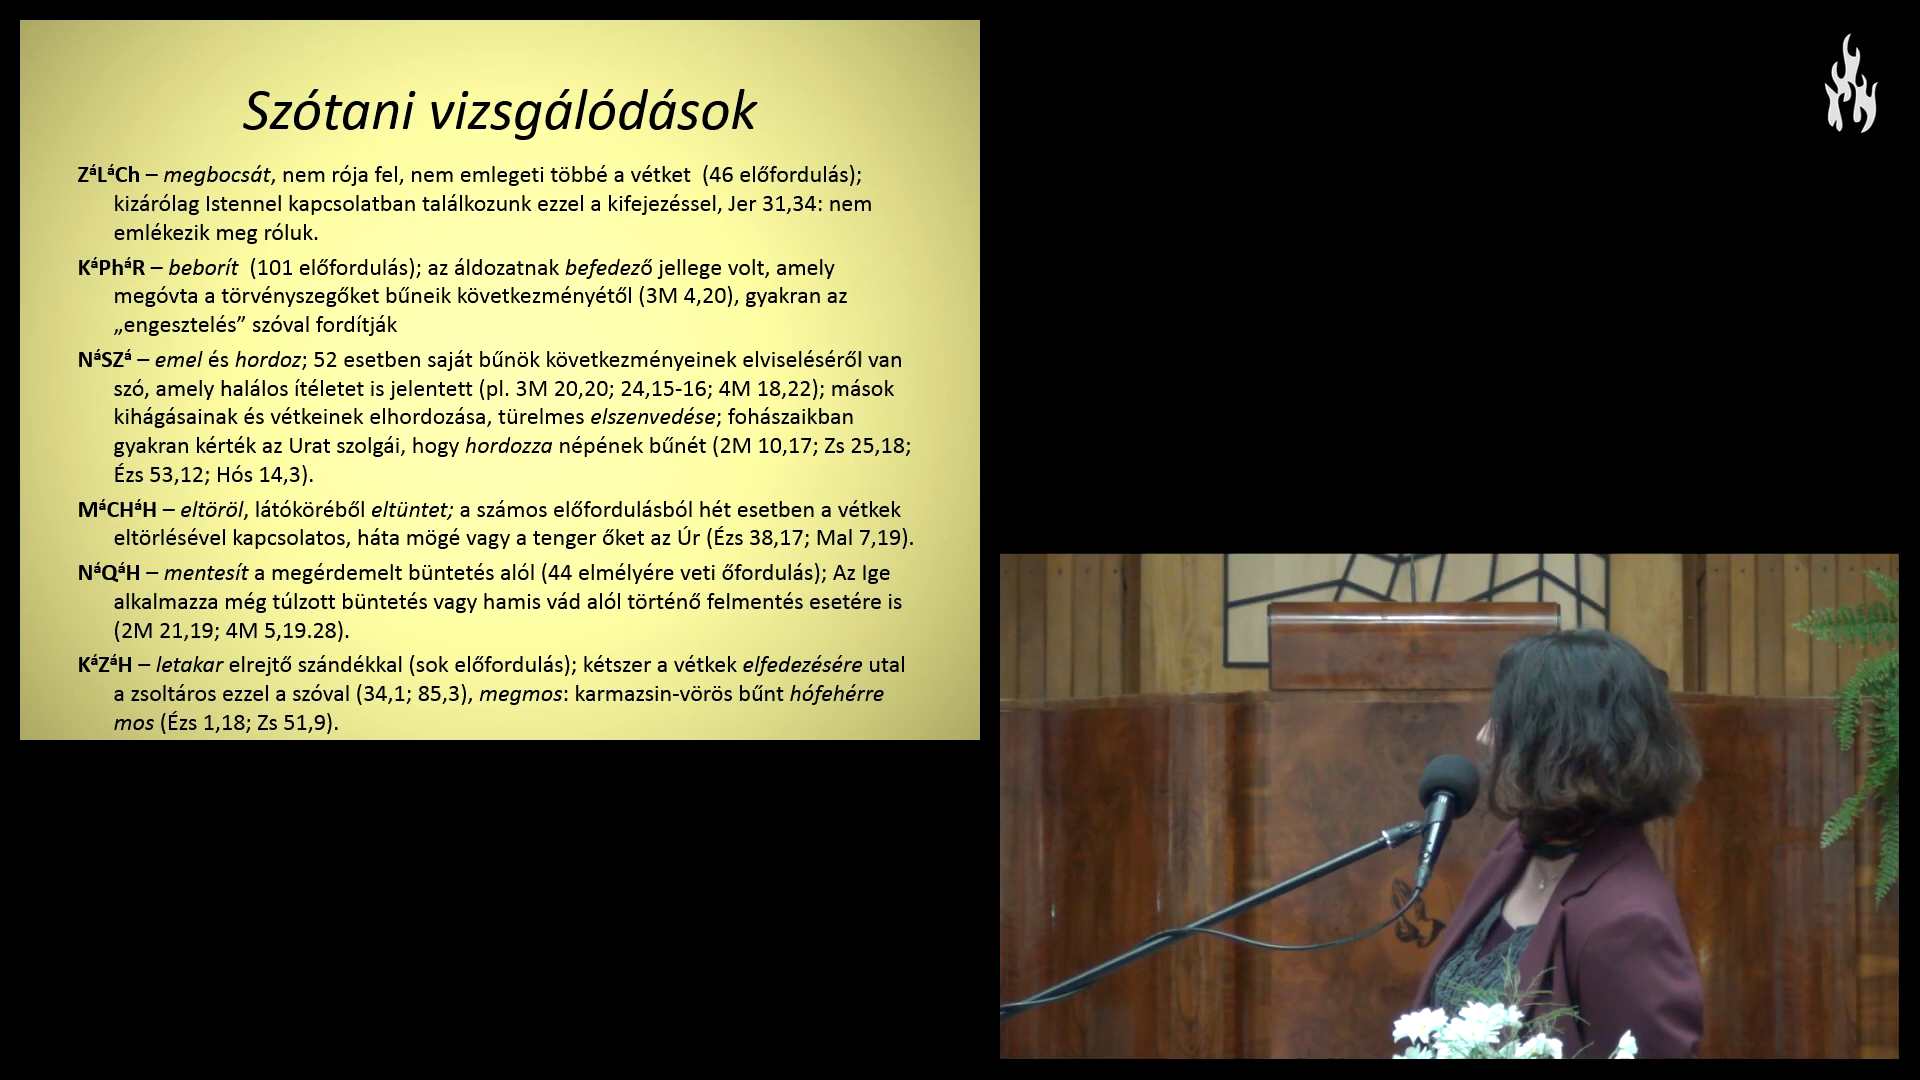 Szótani vizsgálódások
ZáLáCh – megbocsát, nem rója fel, nem emlegeti többé a vétket (46 előfordulás);
kizárólag Istennel kapcsolatban találkozunk ezzel a kifejezéssel, Jer 31,34: nem
emlékezik meg róluk.
KáPháR – beborít (101 előfordulás); az áldozatnak befedező jellege volt, amely
megóvta a törvényszegőket bűneik következményétől (3M 4,20), gyakran az
„engesztelés” szóval fordítják
NáSZá – emel és hordoz; 52 esetben saját bűnök következményeinek elviseléséről van
szó, amely halálos ítéletet is jelentett (pl. 3M 20,20; 24,15-16; 4M 18,22); mások
kihágásainak és vétkeinek elhordozása, türelmes elszenvedése; fohászaikban
gyakran kérték az Urat szolgái, hogy hordozza népének bűnét (2M 10,17; Zs 25,18;
Ézs 53,12; Hós 14,3).
MáCHáH – eltöröl, látóköréből eltüntet; a számos előfordulásból hét esetben a vétkek
eltörlésével kapcsolatos, háta mögé vagy a tenger őket az Úr (Ézs 38,17; Mal 7,19).
NáQáH – mentesít a megérdemelt büntetés alól (44 elmélyére veti őfordulás); Az Ige
alkalmazza még túlzott büntetés vagy hamis vád alól történő felmentés esetére is
(2M 21,19; 4M 5,19.28).
KáZáH – letakar elrejtő szándékkal (sok előfordulás); kétszer a vétkek elfedezésére utal
a zsoltáros ezzel a szóval (34,1; 85,3), megmos: karmazsin-vörös bűnt hófehérre
mos (Ézs 1,18; Zs 51,9).